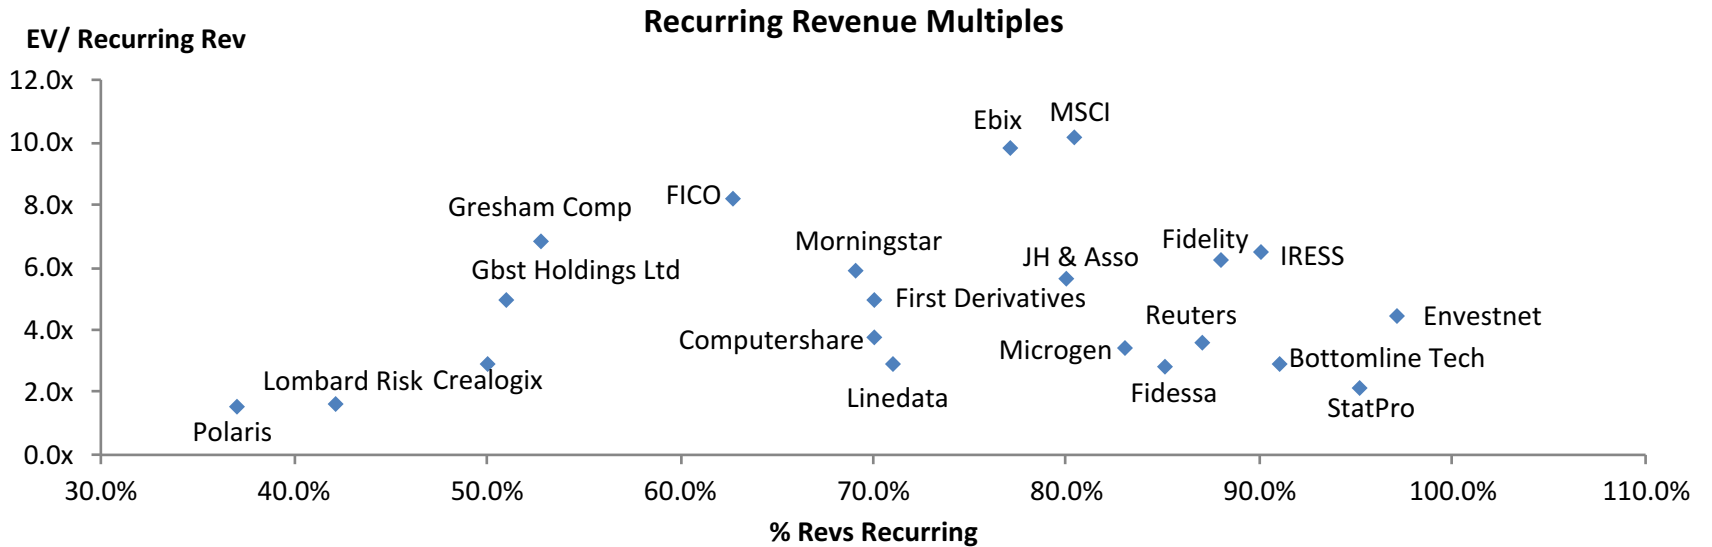 Recurring Revenue Multiples
EV/ Recurring Rev
12.0x
10.0x
8.0x
6.0x
4.0x
2.0x
0.0x
Ebix
MSCI
FICO
Gresham Comp
Morningstar
Fidelity
IRESS
JH & Asso
Gbst Holdings Ltd
First Derivatives
Reuters
Envestnet
Computershare
Microgen
Bottomline Tech
Lombard Risk
Crealogix
Linedata
Fidessa
StatPro
Polaris
30.0%
40.0%
50.0%
60.0%
70.0%
80.0%
90.0%
100.0%
110.0%
% Revs Recurring